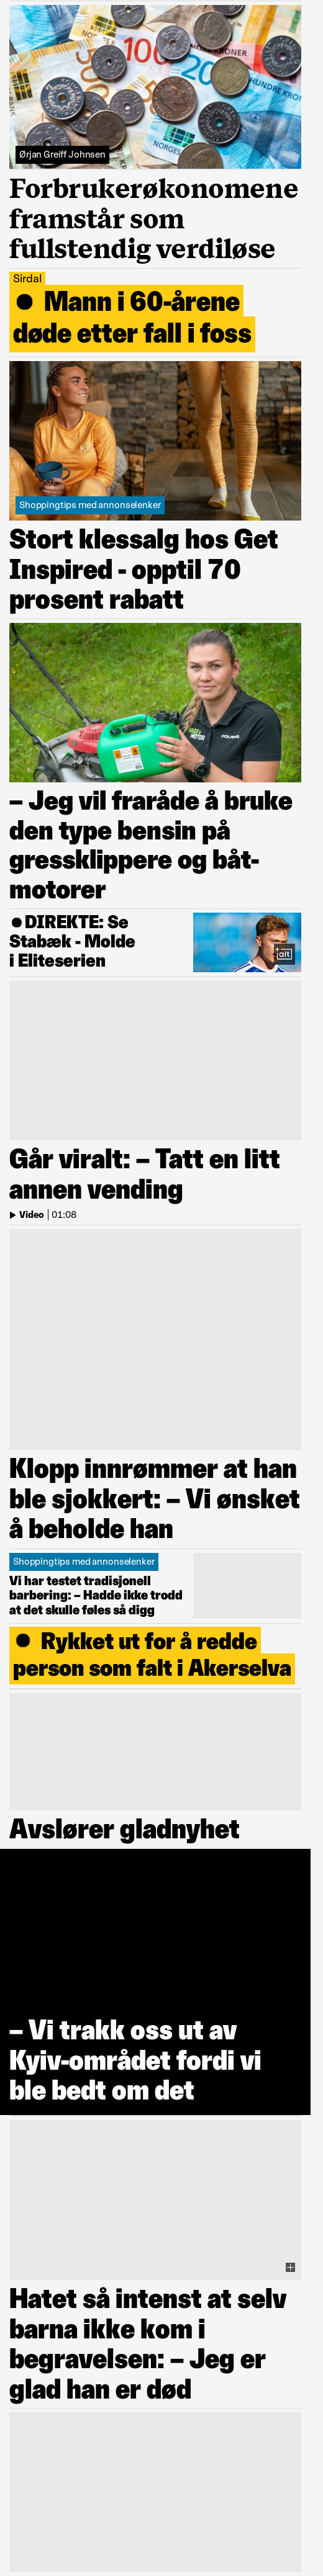 Ørjan Greiff Johnsen
Forbrukerøkonomene
framstår som
fullstendig verdiløse
Sirdal
Mann i 60-årene
døde etter fall i foss
Shoppingtips med annonselenker
Stort klessalg hos Get
Inspired - opptil 70
prosent rabatt
– Jeg vil fraråde å bruke
den type bensin på
gressklippere og båt-
motorer
DIREKTE: Se
Stabæk - Molde
i Eliteserien
alt
Går viralt: – Tatt en litt
annen vending
Video | 01:08
Klopp innrømmer at han
ble sjokkert: – Vi ønsket
å beholde han
Shoppingtips med annonselenker
Vi har testet tradisjonell
barbering: – Hadde ikke trodd
at det skulle føles så digg
Rykket ut for å redde
person som falt i Akerselva
Avslører gladnyhet
– Vi trakk oss ut av
Kyiv-området fordi vi
ble bedt om det
Hatet så intenst at selv
barna ikke kom i
begravelsen: – Jeg er
glad han er død